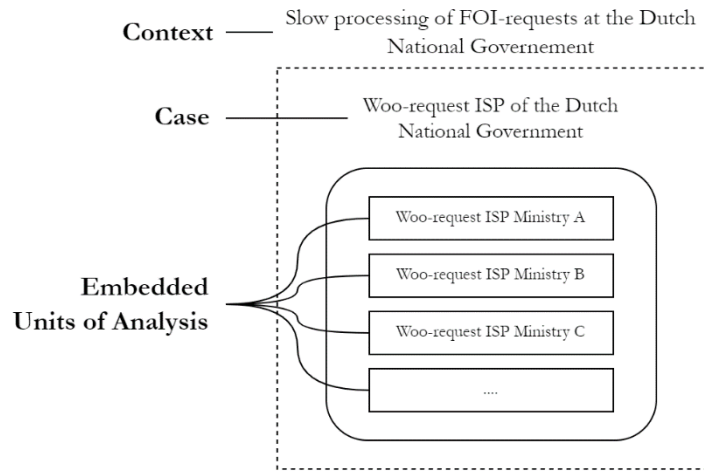 Context
Slow processing of FOI-requests at the Dutch
National Governement
Case
Woo-request ISP of the Dutch
National Government
Woo-request ISP Ministry A
Woo-request ISP Ministry B
Embedded
Units of Analysis
Woo-request ISP Ministry C
....